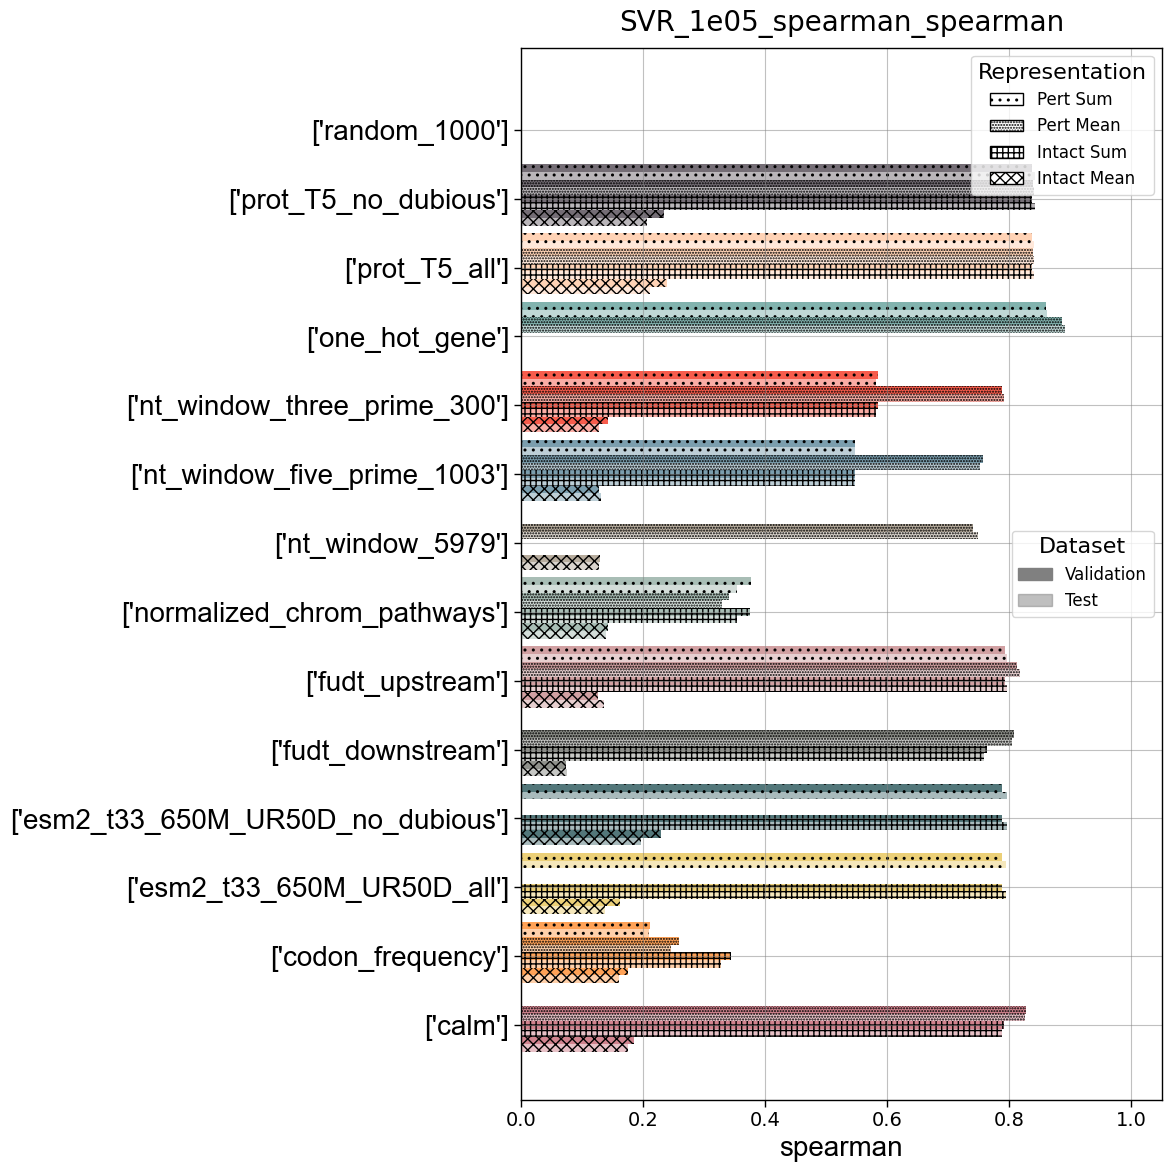 SVR_1e05_spearman_spearman
Representation
Pert Sum
Pert Mean
Intact Sum
Intact Mean
['random_1000']
['prot_T5_no_dubious']
['prot_T5_all']
['one_hot_gene']
['nt_window_three_prime_300']
['nt_window_five_prime_1003']
['nt_window_5979']
Dataset
Validation
Test
['normalized_chrom_pathways']
['fudt_upstream']
['fudt_downstream']
['esm2_t33_650M_UR50D_no_dubious']
['esm2_t33_650M_UR50D_all']
['codon_frequency']
['calm']
0.0 0.2 0.4 0.6 0.8 1.0
spearman